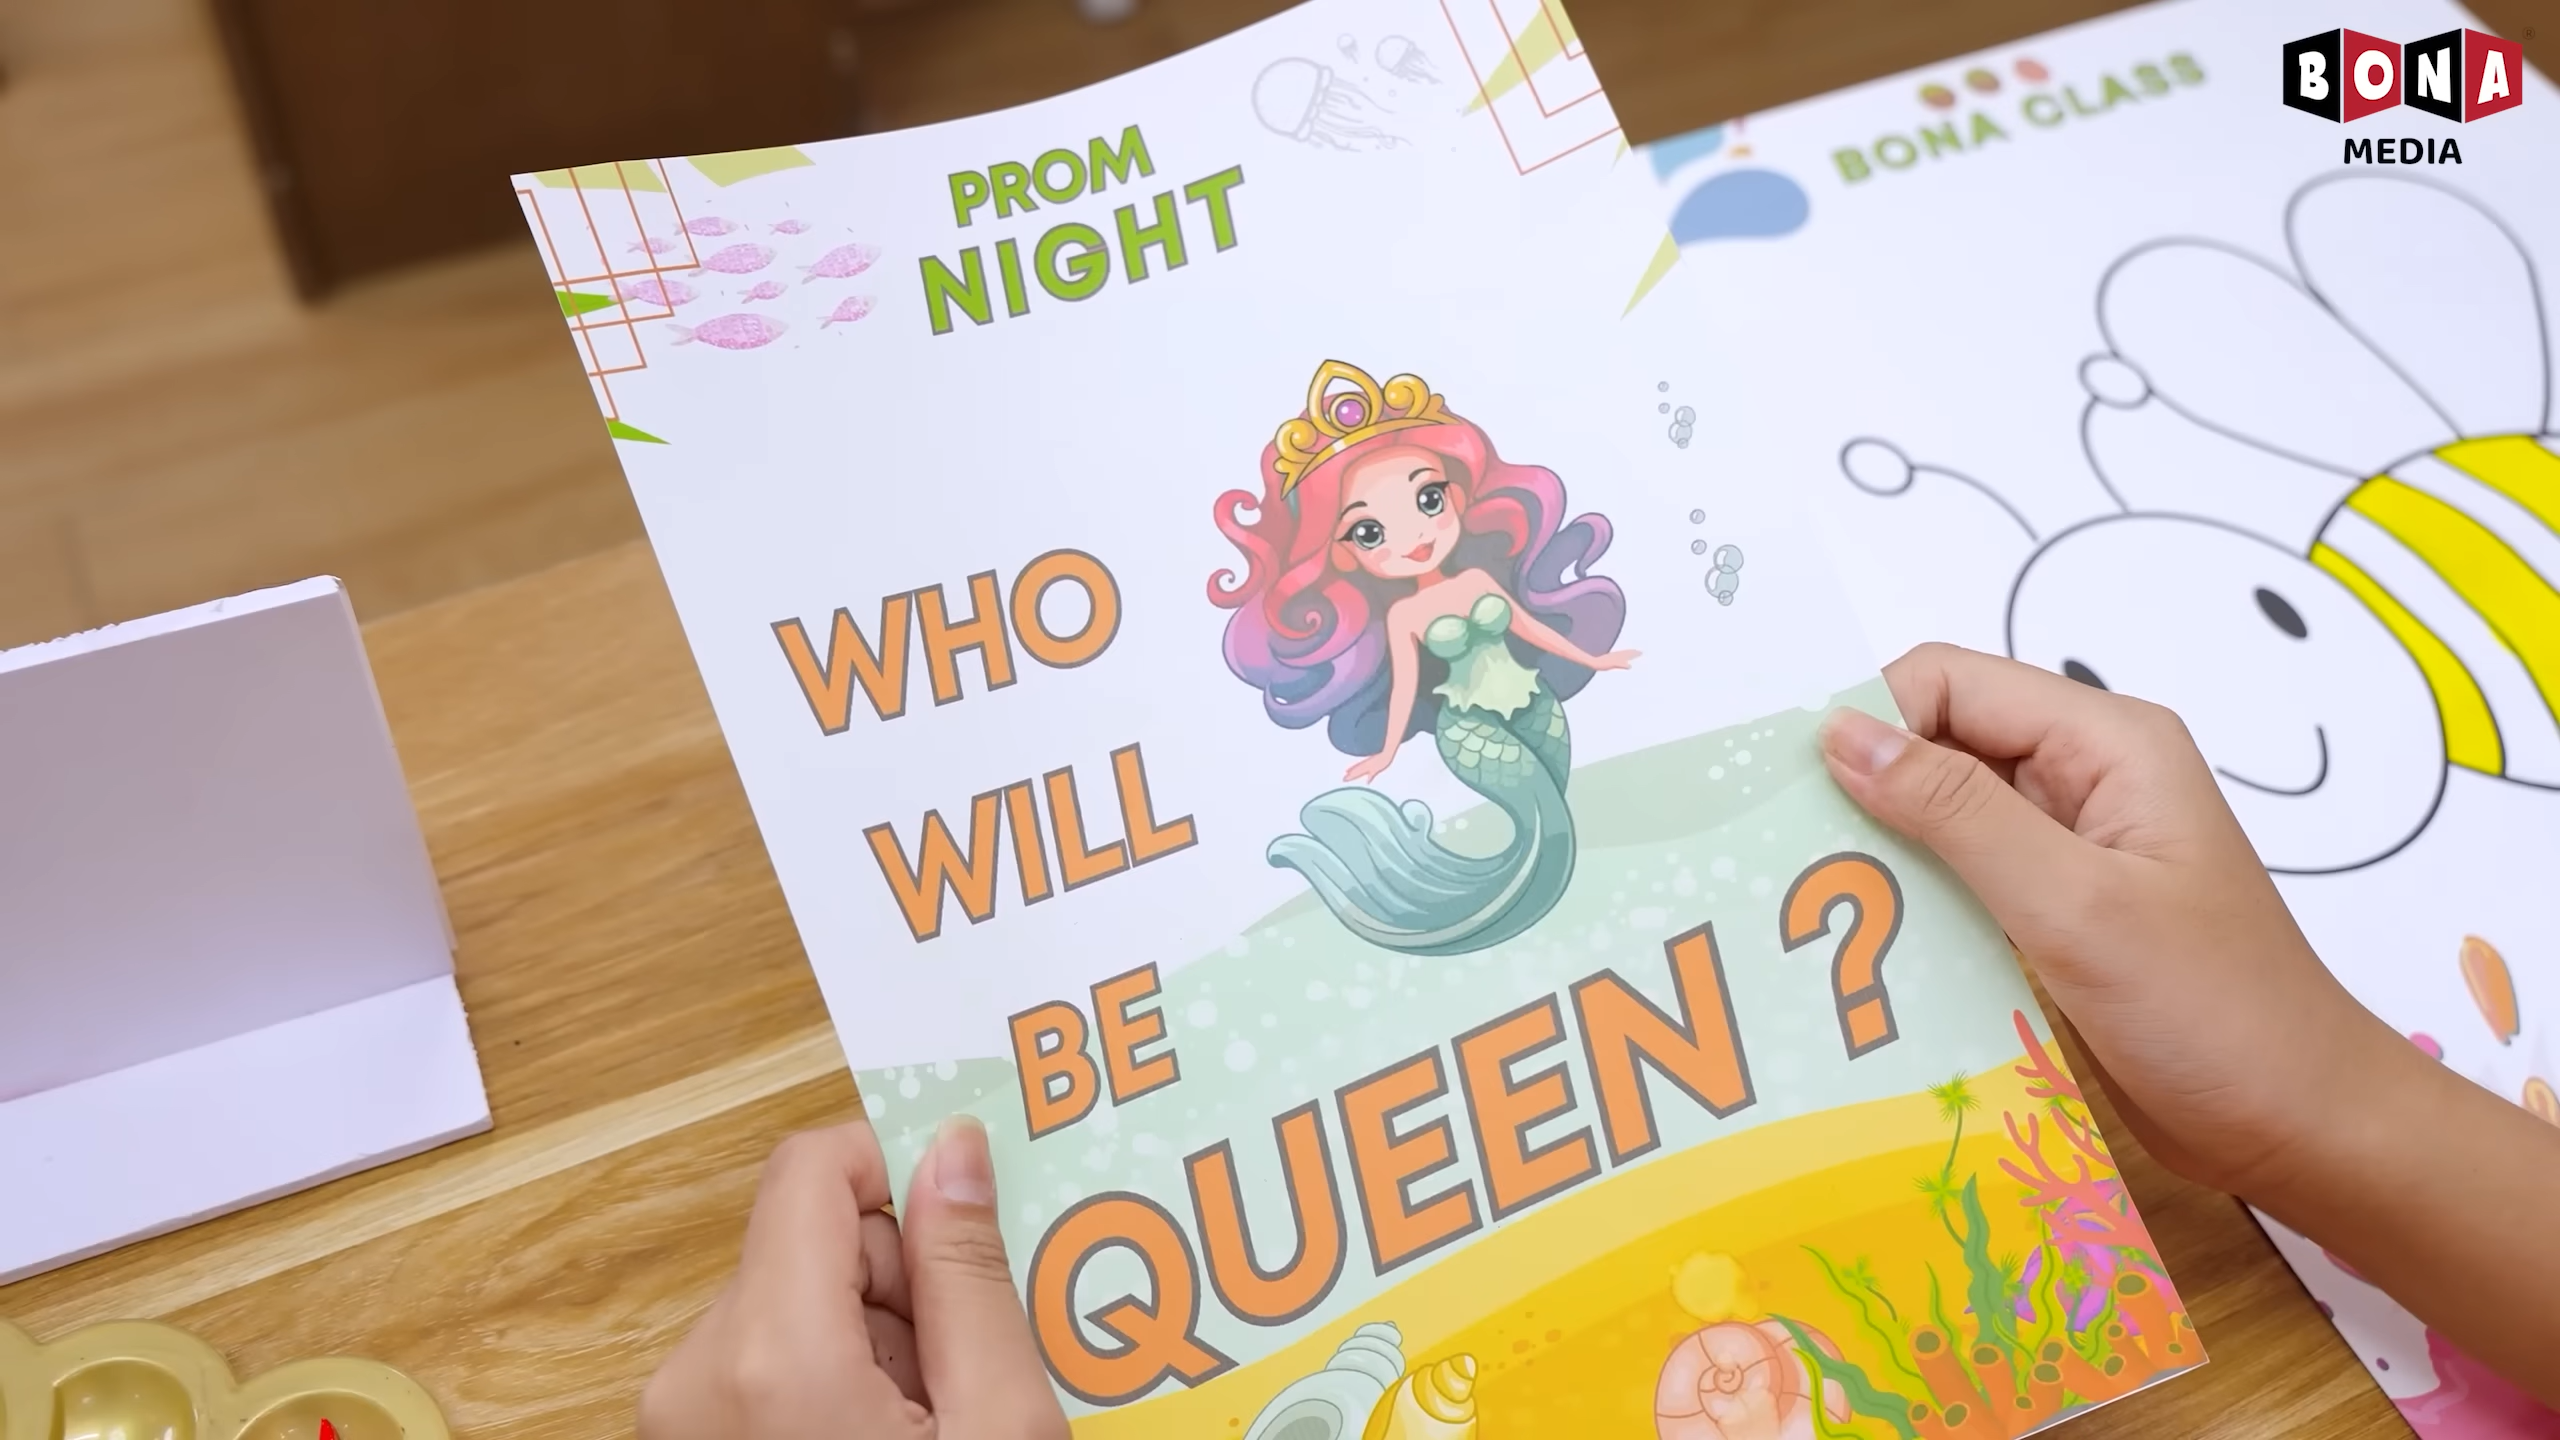 PROM
NIGHT
WHO
WILL
BE
QUEEN ?
BONA CLASS
BONA
MEDIA